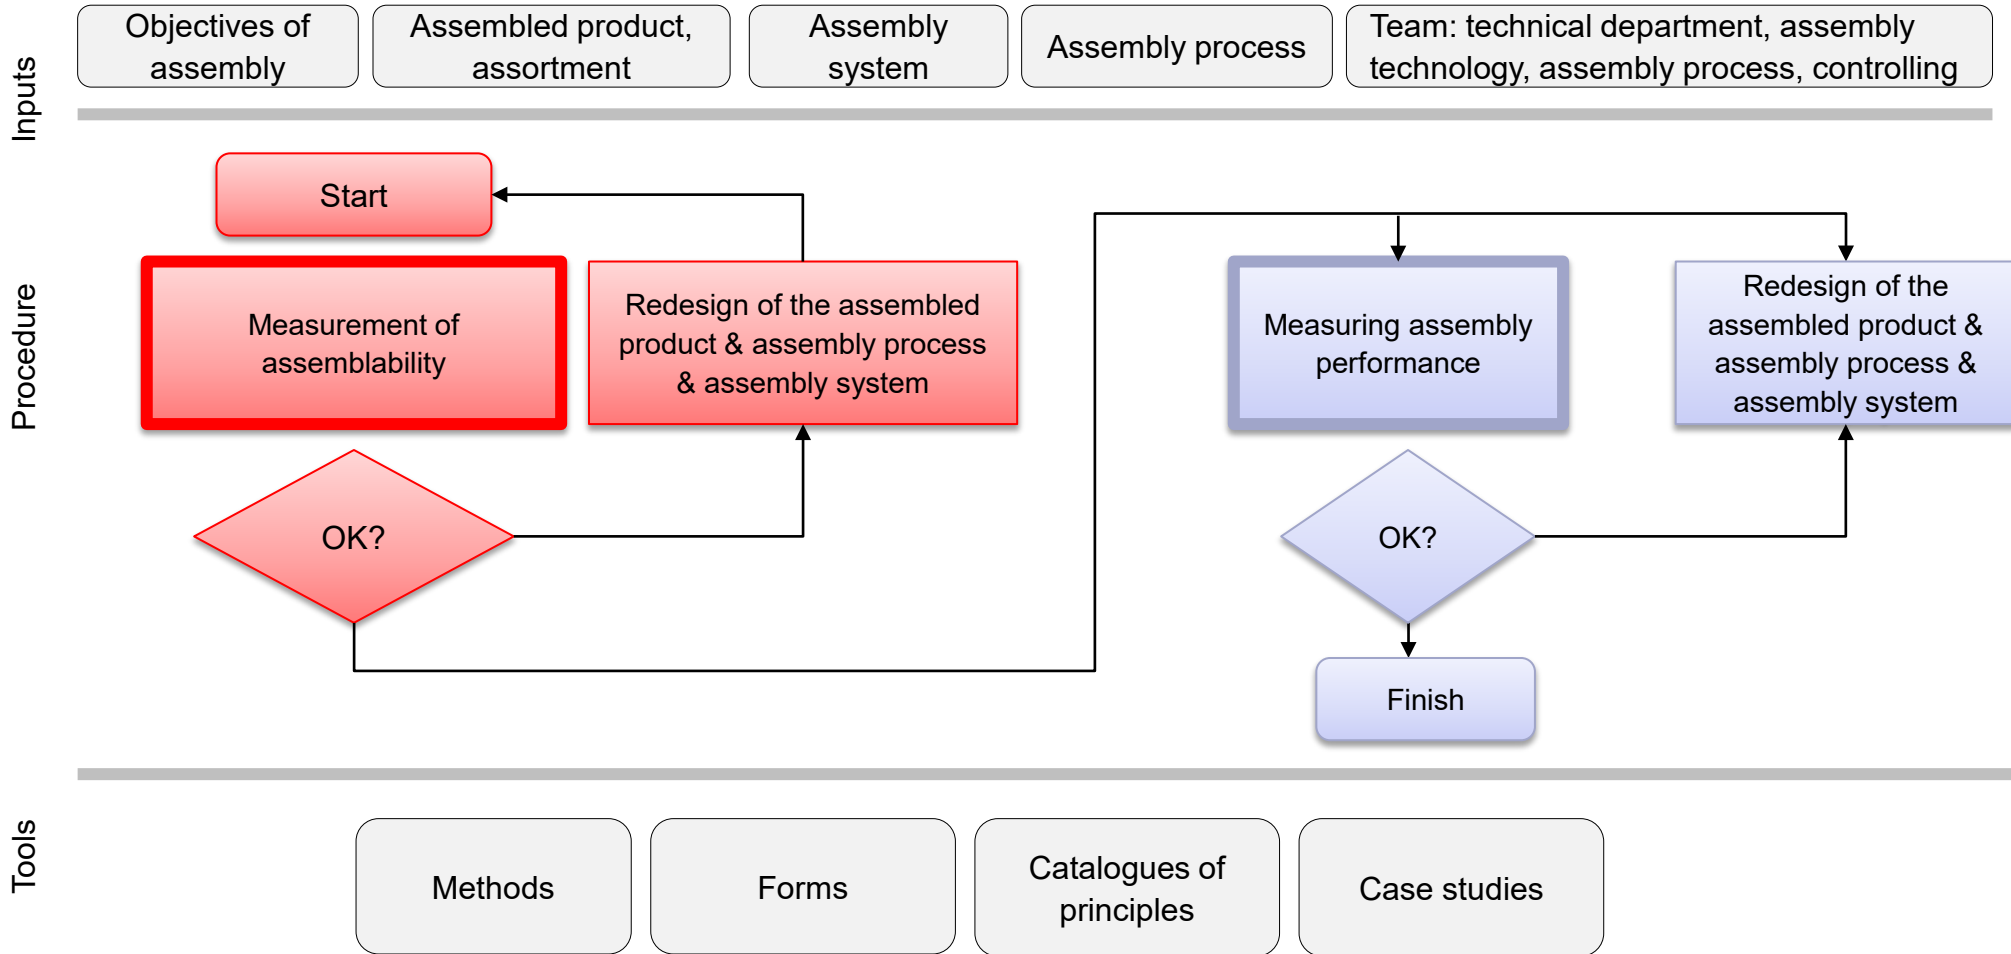 Inputs
Objectives of
assembly
Assembled product,
assortment
Assembly
system
Assembly process
Team: technical department, assembly
technology, assembly process, controlling
Procedure
Start
Measurement of
assemblability
Redesign of the assembled
product & assembly process
& assembly system
OK?
Measuring assembly
performance
Redesign of the
assembled product &
assembly process &
assembly system
OK?
Finish
Tools
Methods
Forms
Catalogues of
principles
Case studies